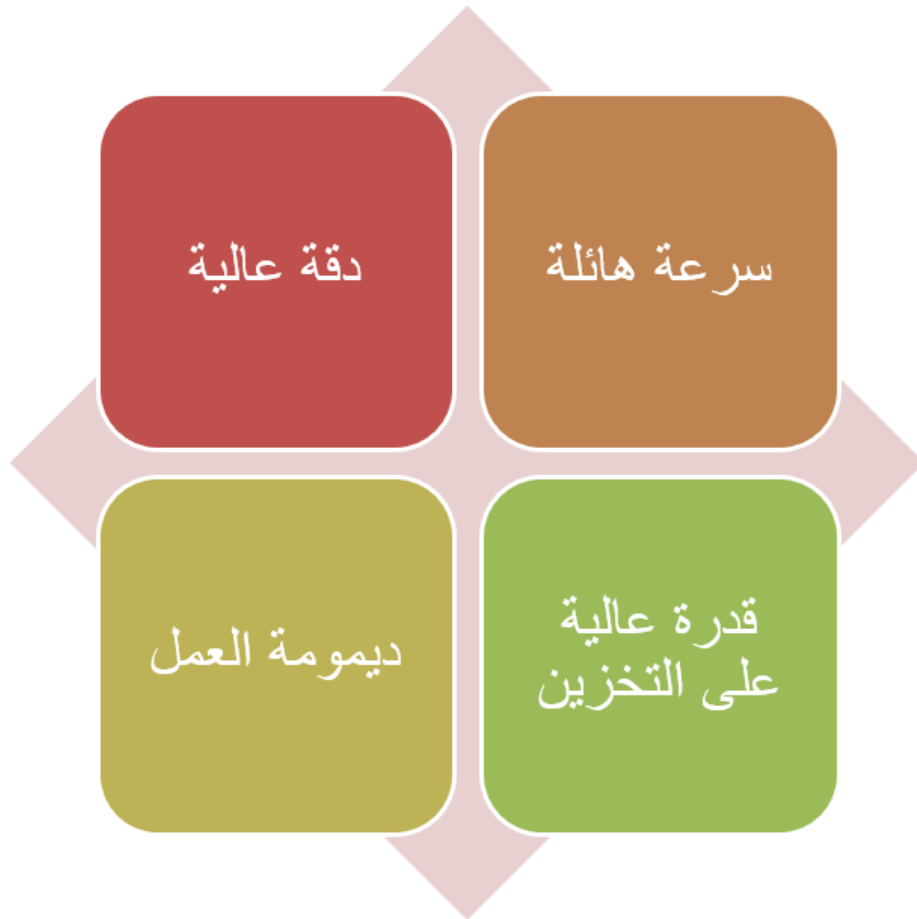 سرعة هائلة
دقة عالية
قدرة عالية
على التخزين
ديمومة العمل